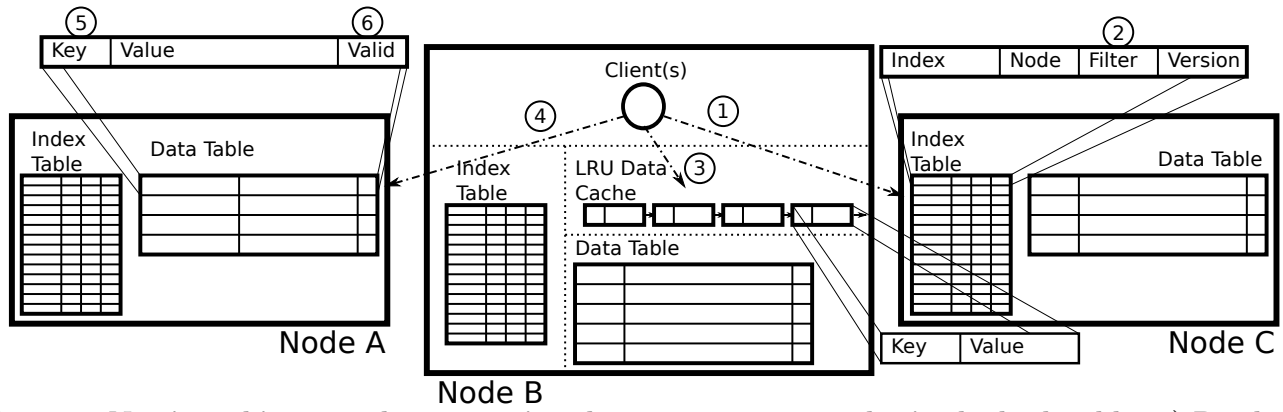 5
6
Key Value Valid
2
Index Node Filter Version
Client(s)
4
1
3
Index
Table
Data Table
Index
Table
LRU Data
Cache
Data Table
Index
Table
Data Table
Key Value
Node A
Node B
Node C